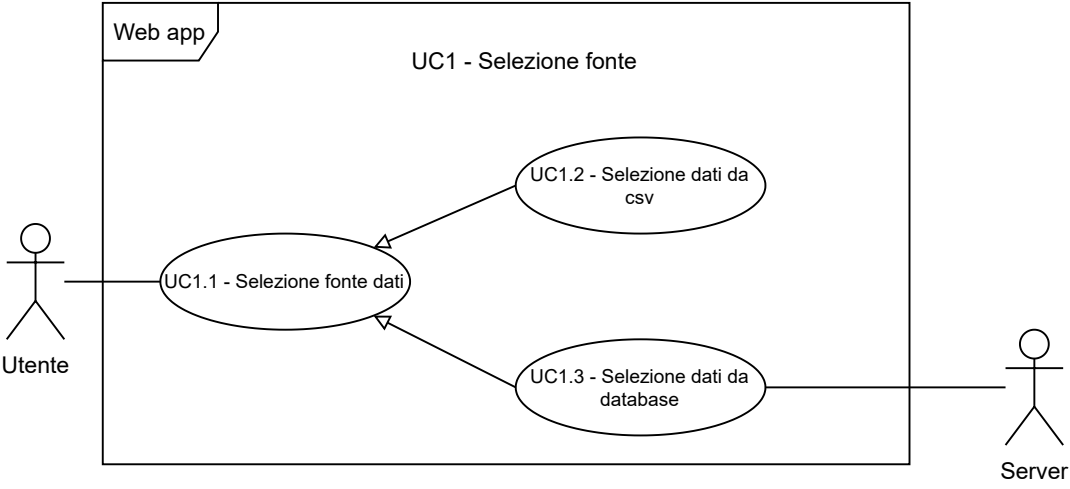 Web app
UC1 - Selezione fonte
UC1.2 - Selezione dati da
csv
UC1.1 - Selezione fonte dati
Utente
UC1.3 - Selezione dati da
database
Server